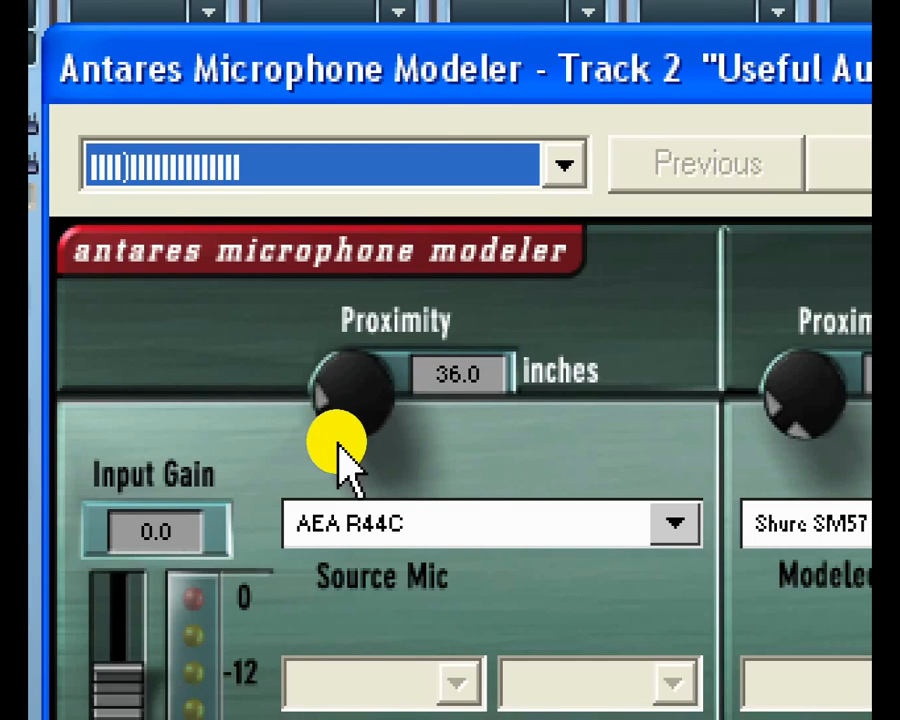 Antares Microphone Modeler - Track 2 "Useful Au
Previous
antares microphone modeler
Proximity
Proxim
36.0
inches
Input Gain
0.0
AEA R44C
Shure SM57
Source Mic
Modele
0
-12